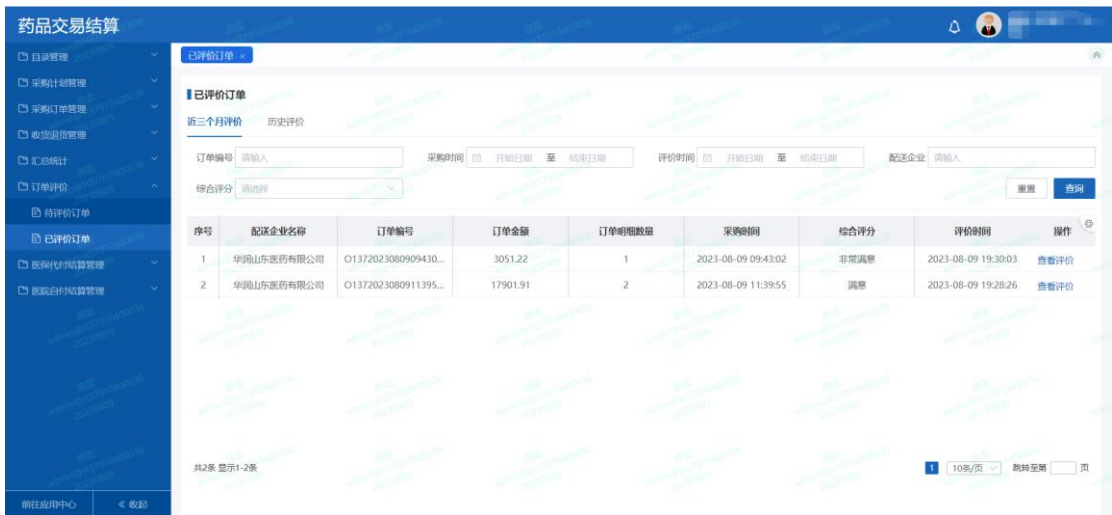 药品交易结算
目录管理
采购计划管理
采购订单管理
收货退货管理
汇总统计
订单评价
待评价订单
已评价订单
医保代付结算管理
医院自付结算管理
前往应用中心 《 收起
已评价订单 ×
已评价订单
近三个月评价 历史评价
订单编号 请输入 采购时间 开始日期 至 结束日期 评价时间 开始日期 至 结束日期 配送企业 请输入
综合评分 请选择 重置 查询
序号 配送企业名称 订单编号 订单金额 订单明细数量 采购时间 综合评分 评价时间 操作
1 华润山东医药有限公司 O1372023080909430... 3051.22 1 2023-08-09 09:43:02 非常满意 2023-08-09 19:30:03 查看评价
2 华润山东医药有限公司 O1372023080911395... 17901.91 2 2023-08-09 11:39:55 满意 2023-08-09 19:28:26 查看评价
共2条 显示1-2条 1 10条/页 跳转至第 页